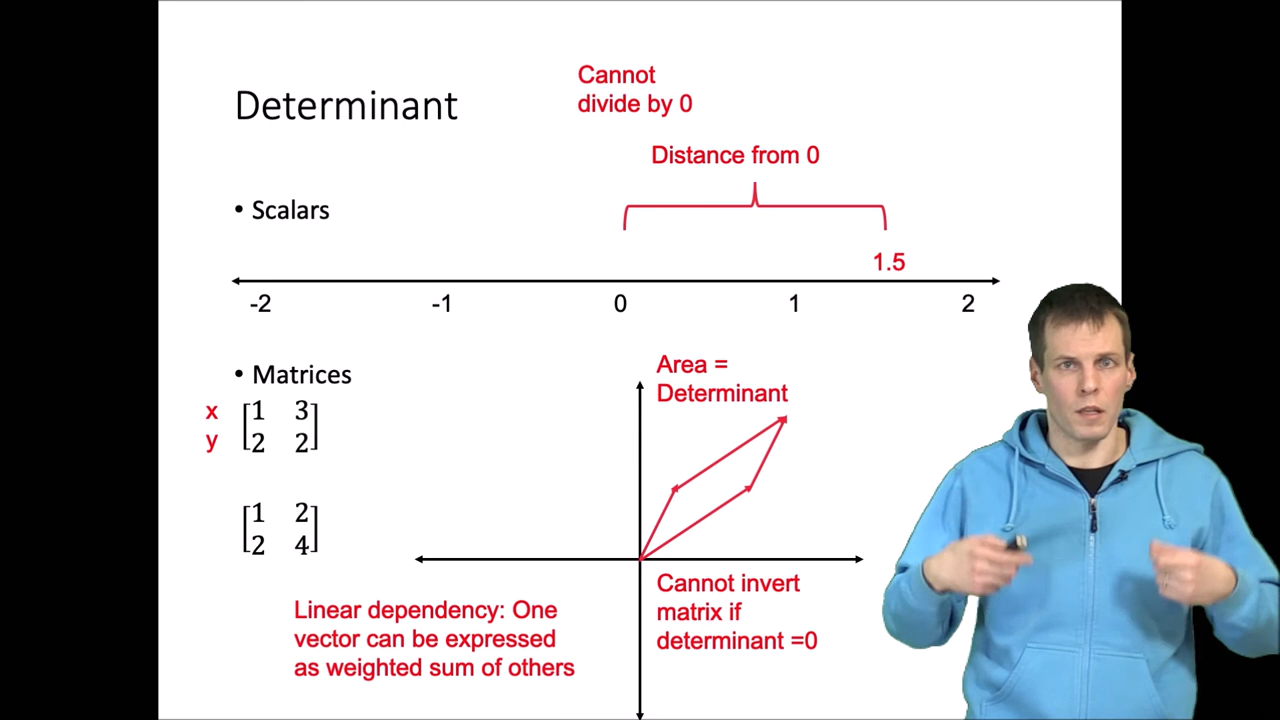 Cannot
divide by 0
Determinant
Distance from 0
• Scalars
1.5
-2 -1 0 1 2
• Matrices
Area =
Determinant
x [1 3]
y [2 2]
[1 2]
[2 4]
Cannot invert
matrix if
determinant =0
Linear dependency: One
vector can be expressed
as weighted sum of others